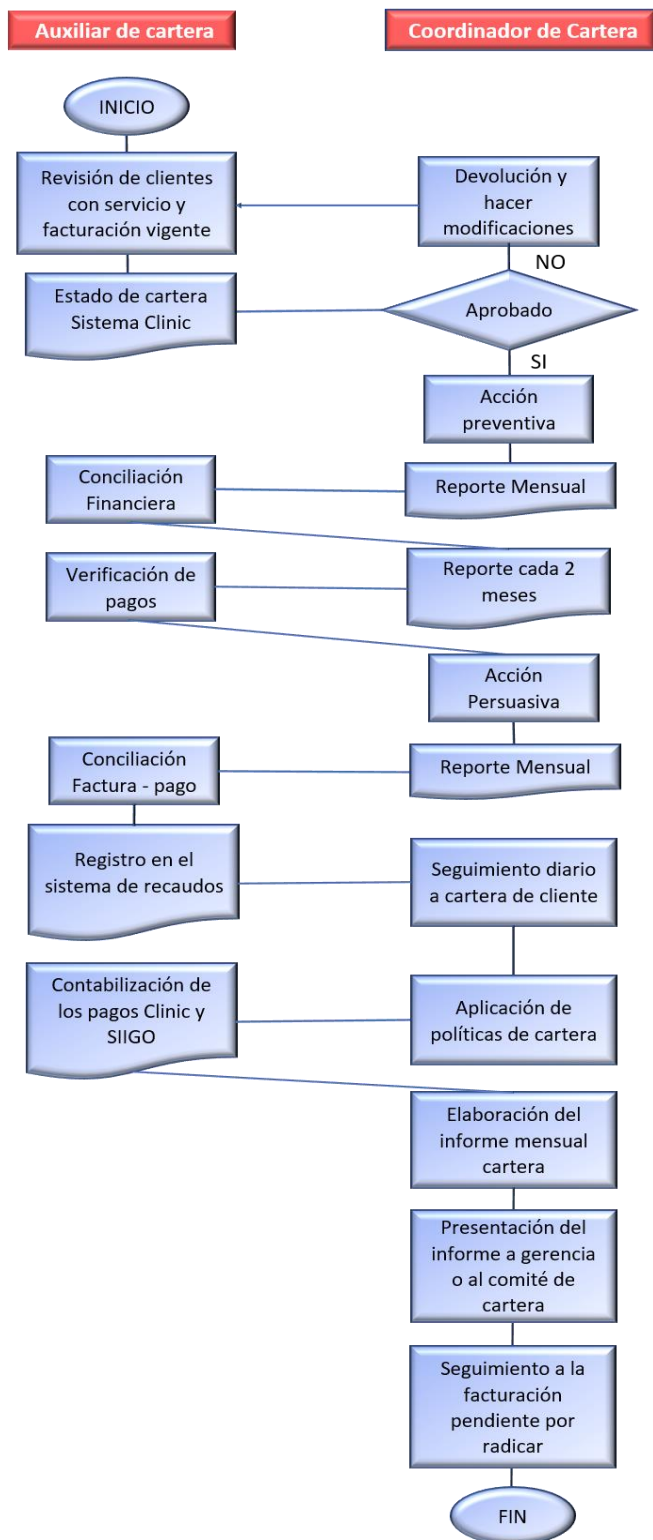 Auxiliar de cartera
Coordinador de Cartera
INICIO
Revisión de clientes
con servicio y
facturación vigente
Devolución y
hacer
modificaciones
NO
Estado de cartera
Sistema Clinic
Aprobado
SI
Acción
preventiva
Conciliación
Financiera
Reporte Mensual
Verificación de
pagos
Reporte cada 2
meses
Acción
Persuasiva
Conciliación
Factura - pago
Reporte Mensual
Registro en el
sistema de recaudos
Seguimiento diario
a cartera de cliente
Contabilización de
los pagos Clinic y
SIIGO
Aplicación de
políticas de cartera
Elaboración del
informe mensual
cartera
Presentación del
informe a gerencia
o al comité de
cartera
Seguimiento a la
facturación
pendiente por
radicar
FIN